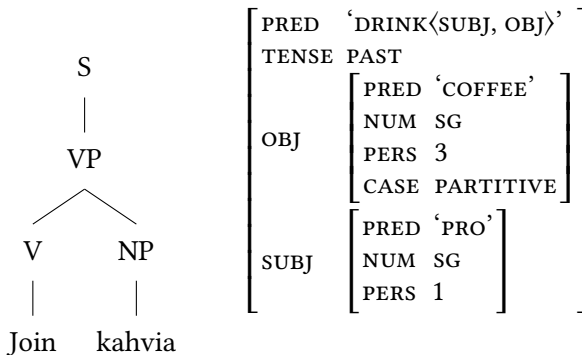 S
VP
V NP
Join kahvia
PRED ‘DRINK⟨SUBJ, OBJ⟩’
TENSE PAST
OBJ
PRED ‘COFFEE’
NUM SG
PERS 3
CASE PARTITIVE
SUBJ
PRED ‘PRO’
NUM SG
PERS 1